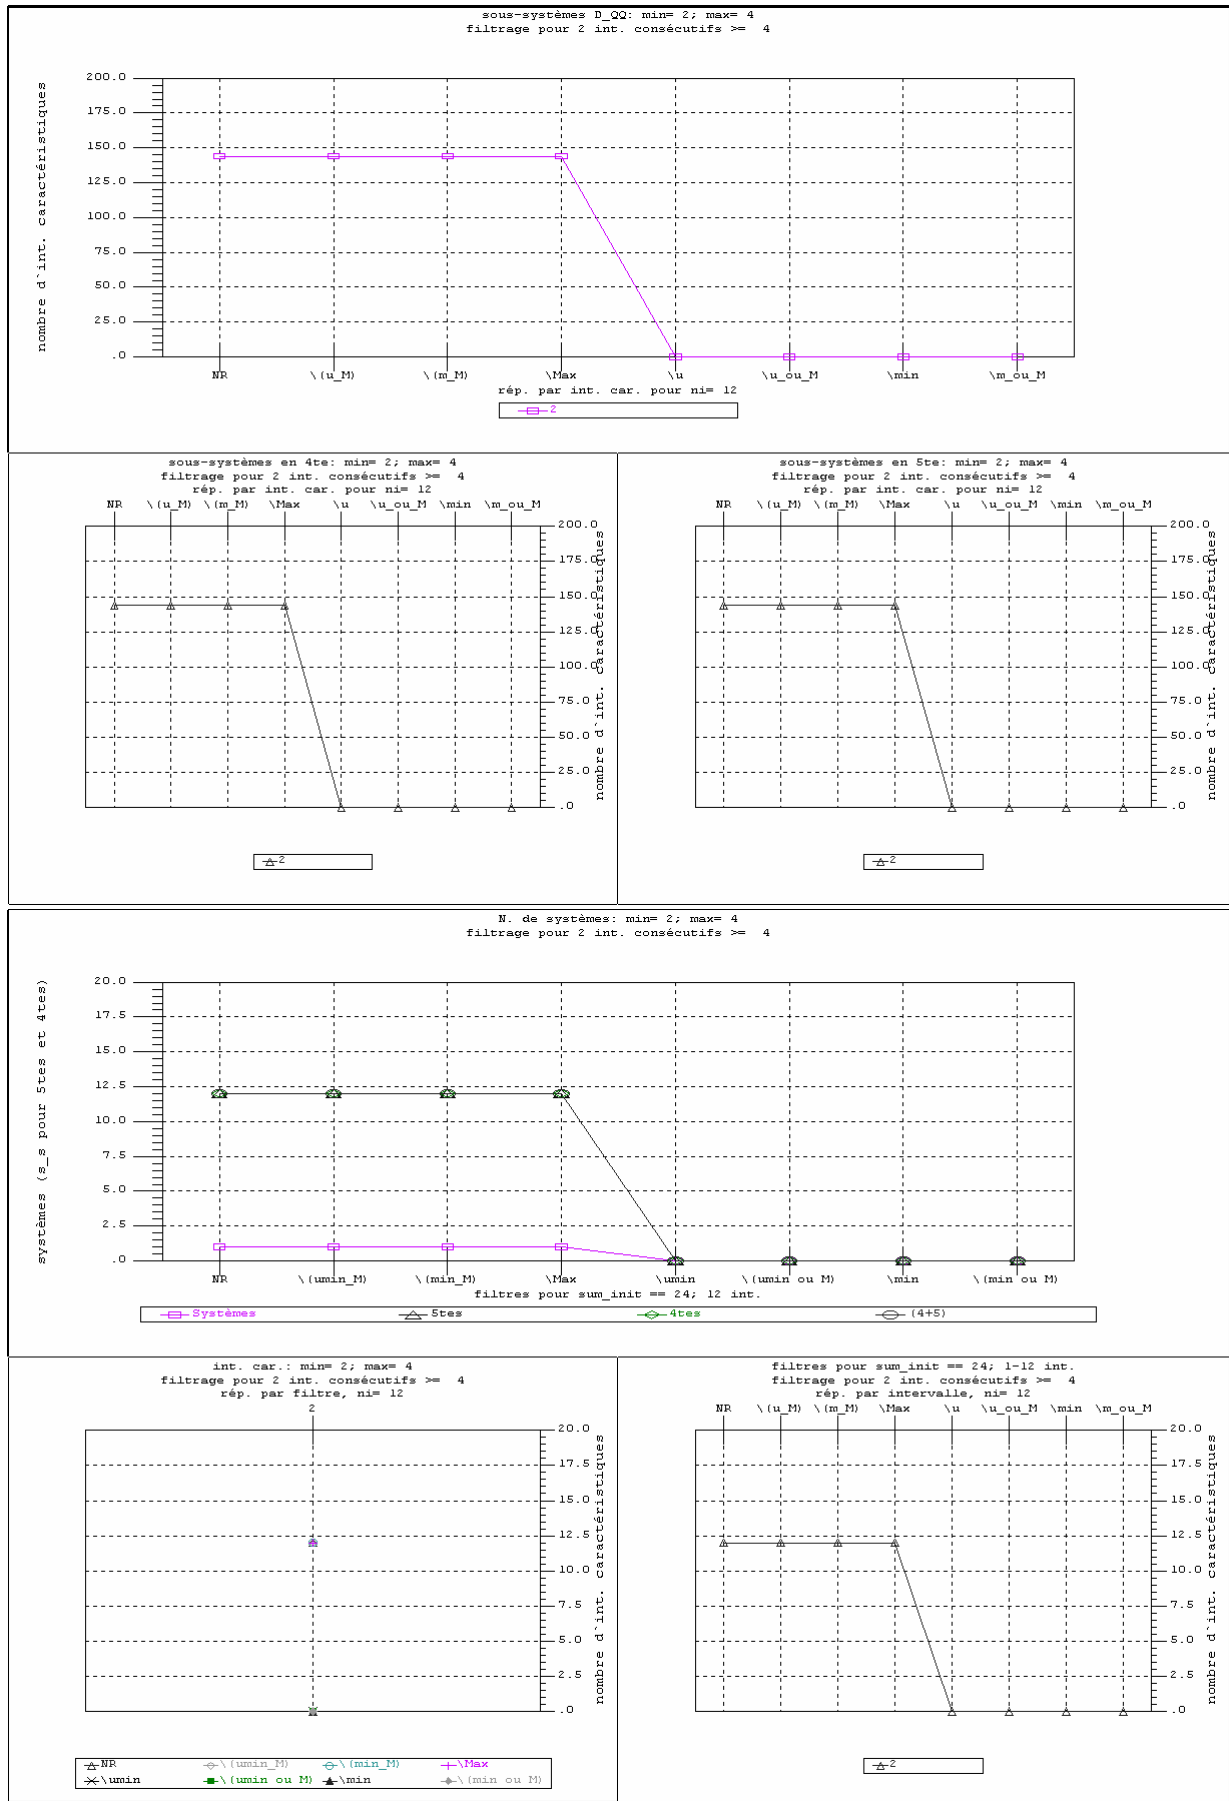 sous-systèmes D_QQ: min= 2; max= 4
filtrage pour 2 int. consécutifs >= 4
nombre d`int. caractéristiques
200.0
175.0
150.0
125.0
100.0
75.0
50.0
25.0
.0
NR \(u_M) \(m_M) \Max \u \u_ou_M \min \m_ou_M
rép. par int. car. pour ni= 12
2
sous-systèmes en 4te: min= 2; max= 4
filtrage pour 2 int. consécutifs >= 4
rép. par int. car. pour ni= 12
NR \(u_M) \(m_M) \Max \u \u_ou_M \min \m_ou_M
200.0
175.0
150.0
125.0
100.0
75.0
50.0
25.0
.0
nombre d`int. caractéristiques
2
sous-systèmes en 5te: min= 2; max= 4
filtrage pour 2 int. consécutifs >= 4
rép. par int. car. pour ni= 12
NR \(u_M) \(m_M) \Max \u \u_ou_M \min \m_ou_M
200.0
175.0
150.0
125.0
100.0
75.0
50.0
25.0
.0
nombre d`int. caractéristiques
2
N. de systèmes: min= 2; max= 4
filtrage pour 2 int. consécutifs >= 4
systèmes (s_s pour 5tes et 4tes)
20.0
17.5
15.0
12.5
10.0
7.5
5.0
2.5
.0
NR \(umin_M) \(min_M) \Max \umin \(umin ou M) \min \(min ou M)
filtres pour sum_init == 24; 12 int.
Systèmes 5tes 4tes (4+5)
int. car.: min= 2; max= 4
filtrage pour 2 int. consécutifs >= 4
rép. par filtre, ni= 12
2
20.0
17.5
15.0
12.5
10.0
7.5
5.0
2.5
.0
nombre d`int. caractéristiques
NR \(umin_M) \(min_M) \Max
\umin \(umin ou M) \min \(min ou M)
filtres pour sum_init == 24; 1-12 int.
filtrage pour 2 int. consécutifs >= 4
rép. par intervalle, ni= 12
NR \(u_M) \(m_M) \Max \u \u_ou_M \min \m_ou_M
20.0
17.5
15.0
12.5
10.0
7.5
5.0
2.5
.0
nombre d`int. caractéristiques
2